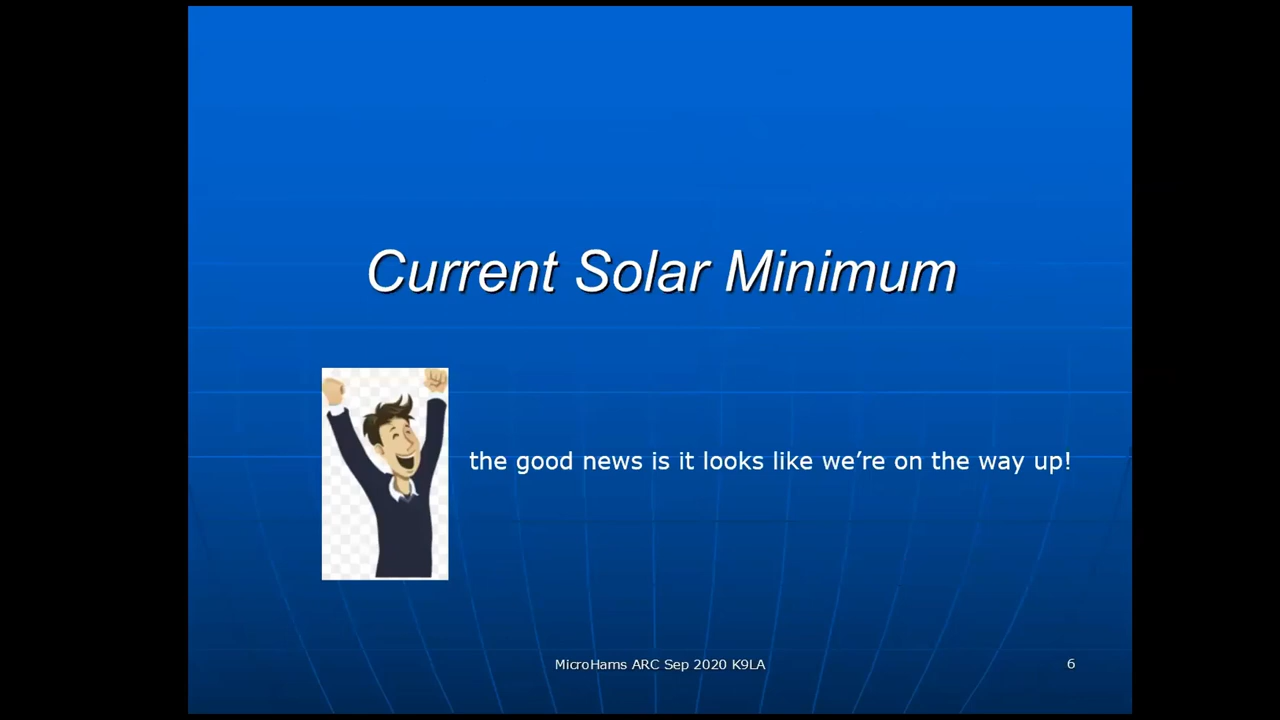 Current Solar Minimum
the good news is it looks like we’re on the way up!
MicroHams ARC Sep 2020 K9LA
6